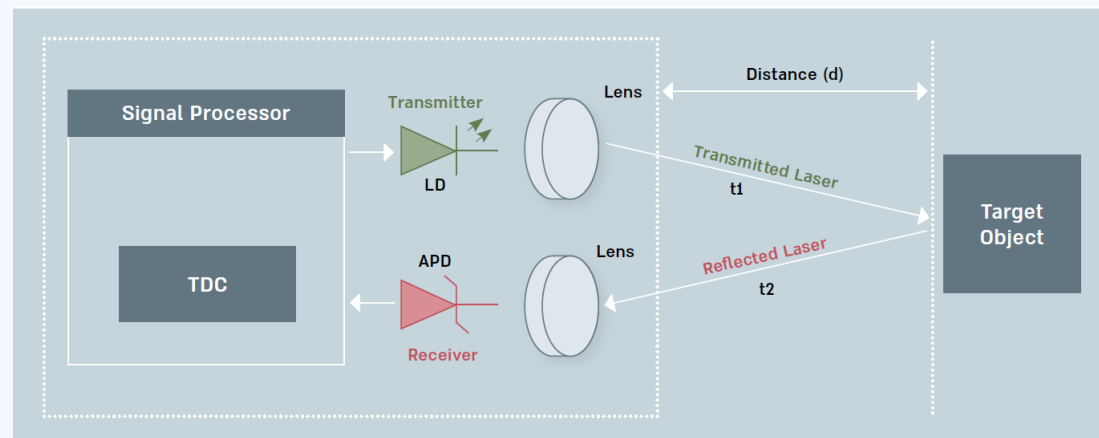 Signal Processor
TDC
Transmitter
LD
Lens
APD
Receiver
Lens
Distance (d)
Transmitted Laser
t1
Reflected Laser
t2
Target
Object